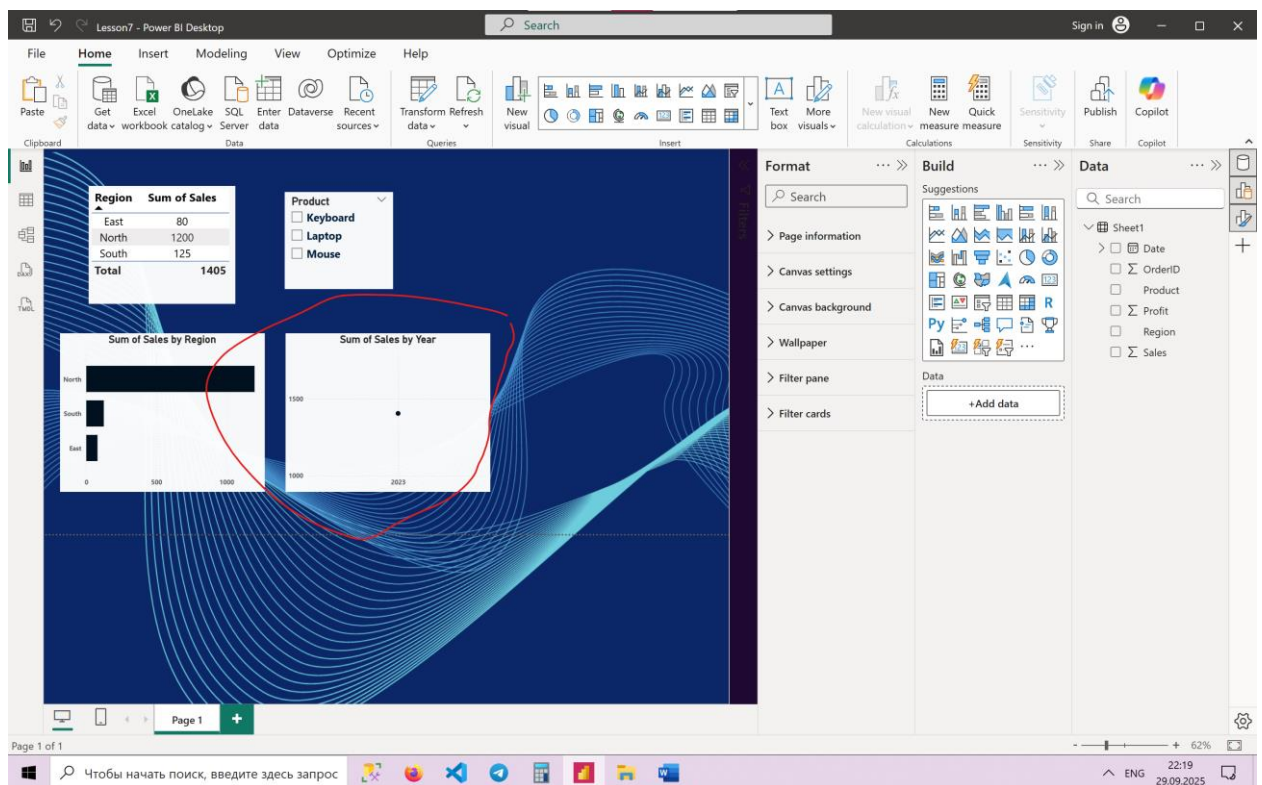 Lesson7 - Power BI Desktop
Search
Sign in
File Home Insert Modeling View Optimize Help
Paste
Get data
Excel workbook
OneLake catalog
SQL Server
Enter data
Dataverse
Recent sources
Transform data
Refresh
New visual
Text box
More visuals
New visual calculation
New measure
Quick measure
Sensitivity
Publish
Copilot
Clipboard Data Queries Insert Calculations Sensitivity Share Copilot
Region Sum of Sales
East 80
North 1200
South 125
Total 1405
Product
Keyboard
Laptop
Mouse
Sum of Sales by Region
North
South
East
0 500 1000
Sum of Sales by Year
1500
1000
2023
Filters
Format
Search
Page information
Canvas settings
Canvas background
Wallpaper
Filter pane
Filter cards
Build
Suggestions
123
R
Py
Data
+Add data
Data
Search
Sheet1
Date
Σ OrderID
Product
Σ Profit
Region
Σ Sales
DAX
TMDL
Page 1
Page 1 of 1
- + 62%
Чтобы начать поиск, введите здесь запрос
ENG
22:19
29.09.2025